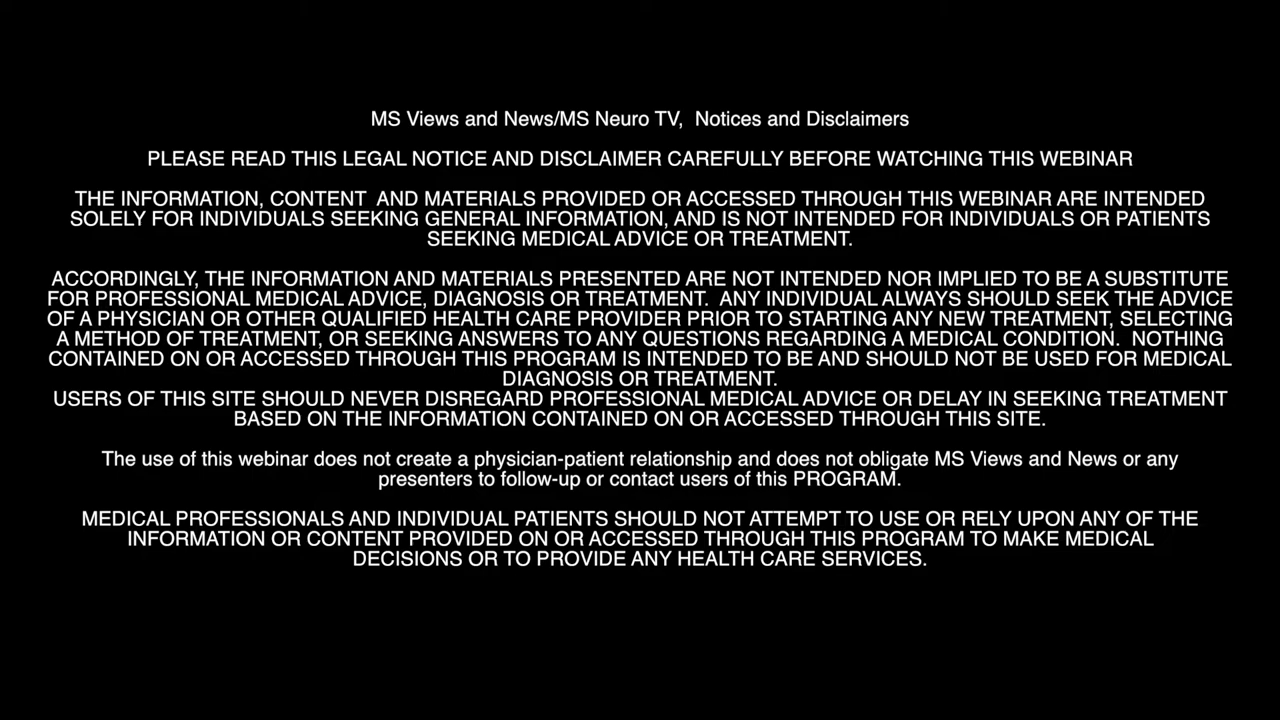 MS Views and News/MS Neuro TV,  Notices and Disclaimers
PLEASE READ THIS LEGAL NOTICE AND DISCLAIMER CAREFULLY BEFORE WATCHING THIS WEBINAR
THE INFORMATION, CONTENT  AND MATERIALS PROVIDED OR ACCESSED THROUGH THIS WEBINAR ARE INTENDED
SOLELY FOR INDIVIDUALS SEEKING GENERAL INFORMATION, AND IS NOT INTENDED FOR INDIVIDUALS OR PATIENTS
SEEKING MEDICAL ADVICE OR TREATMENT.
ACCORDINGLY, THE INFORMATION AND MATERIALS PRESENTED ARE NOT INTENDED NOR IMPLIED TO BE A SUBSTITUTE
FOR PROFESSIONAL MEDICAL ADVICE, DIAGNOSIS OR TREATMENT.  ANY INDIVIDUAL ALWAYS SHOULD SEEK THE ADVICE
OF A PHYSICIAN OR OTHER QUALIFIED HEALTH CARE PROVIDER PRIOR TO STARTING ANY NEW TREATMENT, SELECTING
A METHOD OF TREATMENT, OR SEEKING ANSWERS TO ANY QUESTIONS REGARDING A MEDICAL CONDITION.  NOTHING
CONTAINED ON OR ACCESSED THROUGH THIS PROGRAM IS INTENDED TO BE AND SHOULD NOT BE USED FOR MEDICAL
DIAGNOSIS OR TREATMENT.
USERS OF THIS SITE SHOULD NEVER DISREGARD PROFESSIONAL MEDICAL ADVICE OR DELAY IN SEEKING TREATMENT
BASED ON THE INFORMATION CONTAINED ON OR ACCESSED THROUGH THIS SITE.
The use of this webinar does not create a physician-patient relationship and does not obligate MS Views and News or any
presenters to follow-up or contact users of this PROGRAM.
MEDICAL PROFESSIONALS AND INDIVIDUAL PATIENTS SHOULD NOT ATTEMPT TO USE OR RELY UPON ANY OF THE
INFORMATION OR CONTENT PROVIDED ON OR ACCESSED THROUGH THIS PROGRAM TO MAKE MEDICAL
DECISIONS OR TO PROVIDE ANY HEALTH CARE SERVICES.